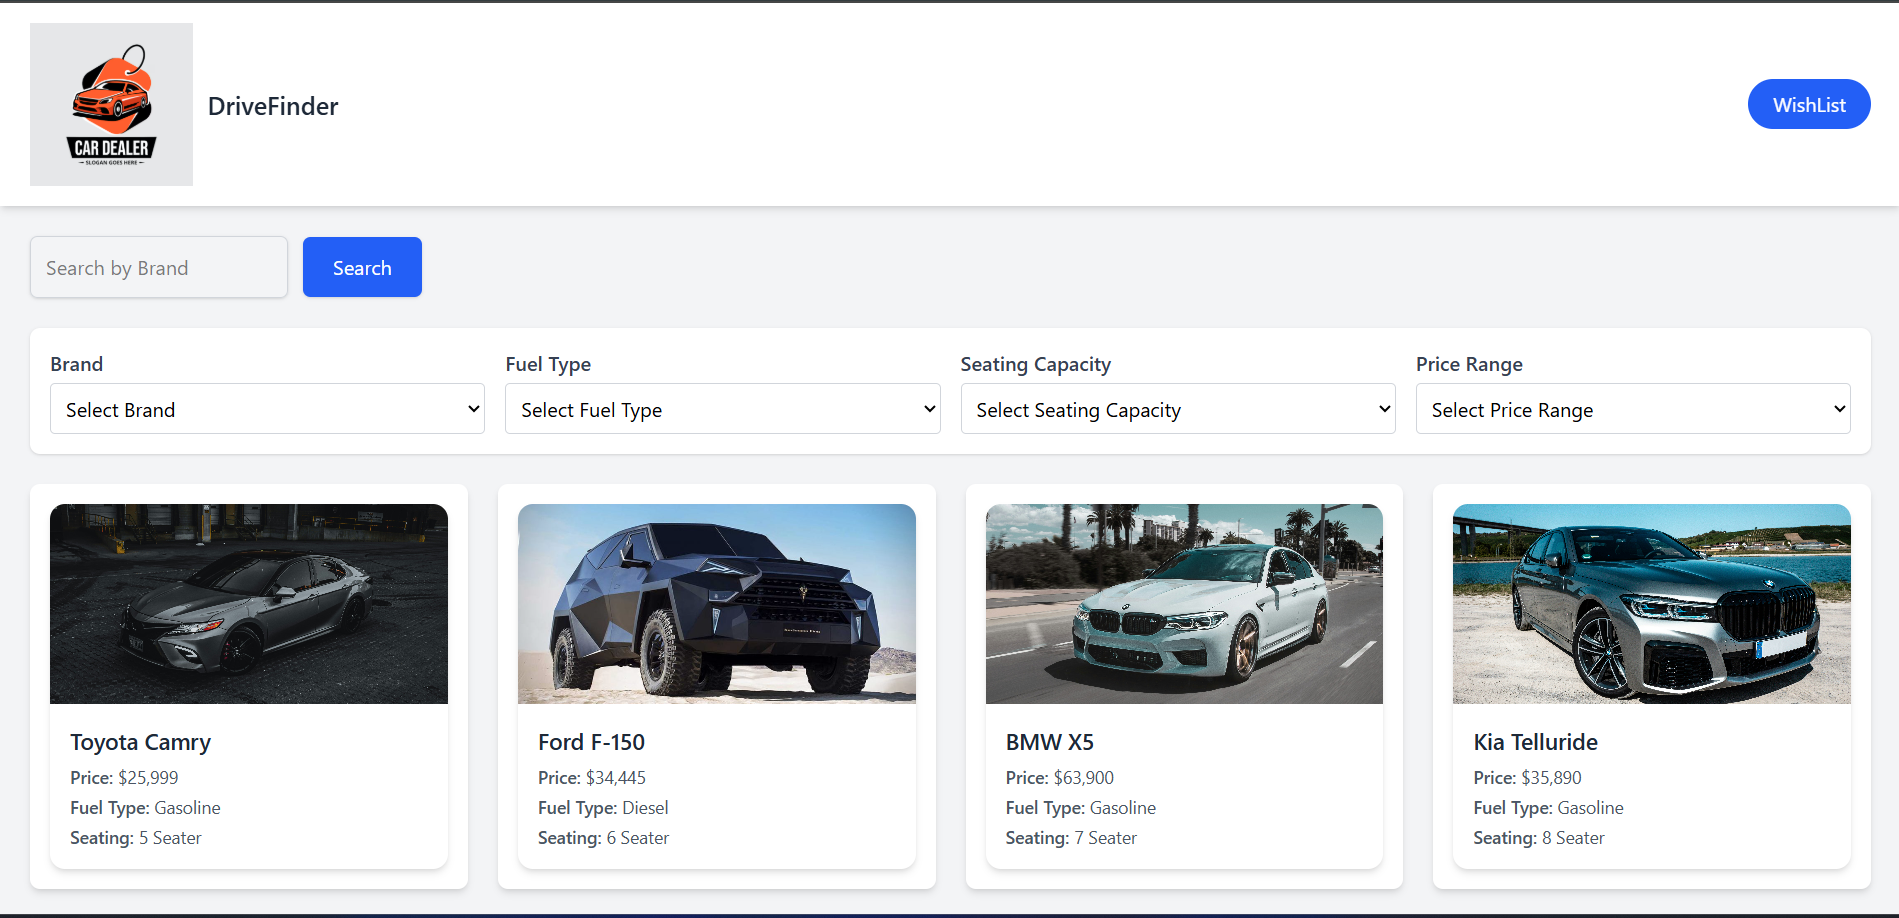 CAR DEALER
SLOGAN GOES HERE
DriveFinder
WishList
Search by Brand
Search
Brand
Fuel Type
Seating Capacity
Price Range
Select Brand
Select Fuel Type
Select Seating Capacity
Select Price Range
Toyota Camry
Price: $25,999
Fuel Type: Gasoline
Seating: 5 Seater
Ford F-150
Price: $34,445
Fuel Type: Diesel
Seating: 6 Seater
BMW X5
Price: $63,900
Fuel Type: Gasoline
Seating: 7 Seater
Kia Telluride
Price: $35,890
Fuel Type: Gasoline
Seating: 8 Seater